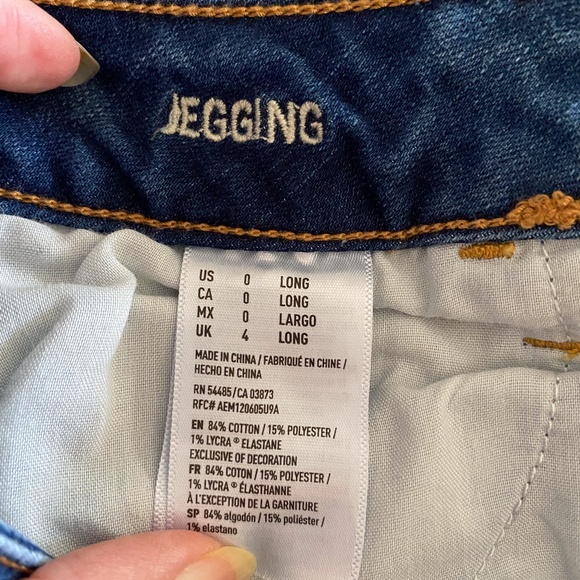 JEGGING
US 0 LONG
CA 0 LONG
MX 0 LARGO
UK 4 LONG
MADE IN CHINA / FABRIQUÉ EN CHINE /
HECHO EN CHINA
RN 54485/CA 03873
RFC# AEM120605U9A
EN 84% COTTON / 15% POLYESTER /
1% LYCRA ® ELASTANE
EXCLUSIVE OF DECORATION
FR 84% COTON / 15% POLYESTER /
1% LYCRA ® ÉLASTHANNE
À L'EXCEPTION DE LA GARNITURE
SP 84% algodón / 15% poliéster /
1% elastano